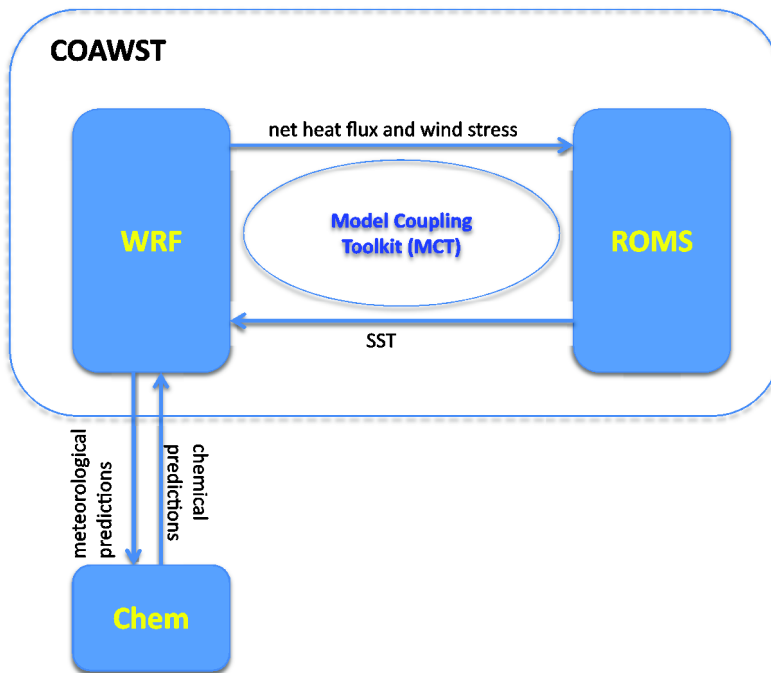 COAWST
net heat flux and wind stress
WRF
Model Coupling
Toolkit (MCT)
ROMS
SST
meteorological
predictions
chemical
predictions
Chem